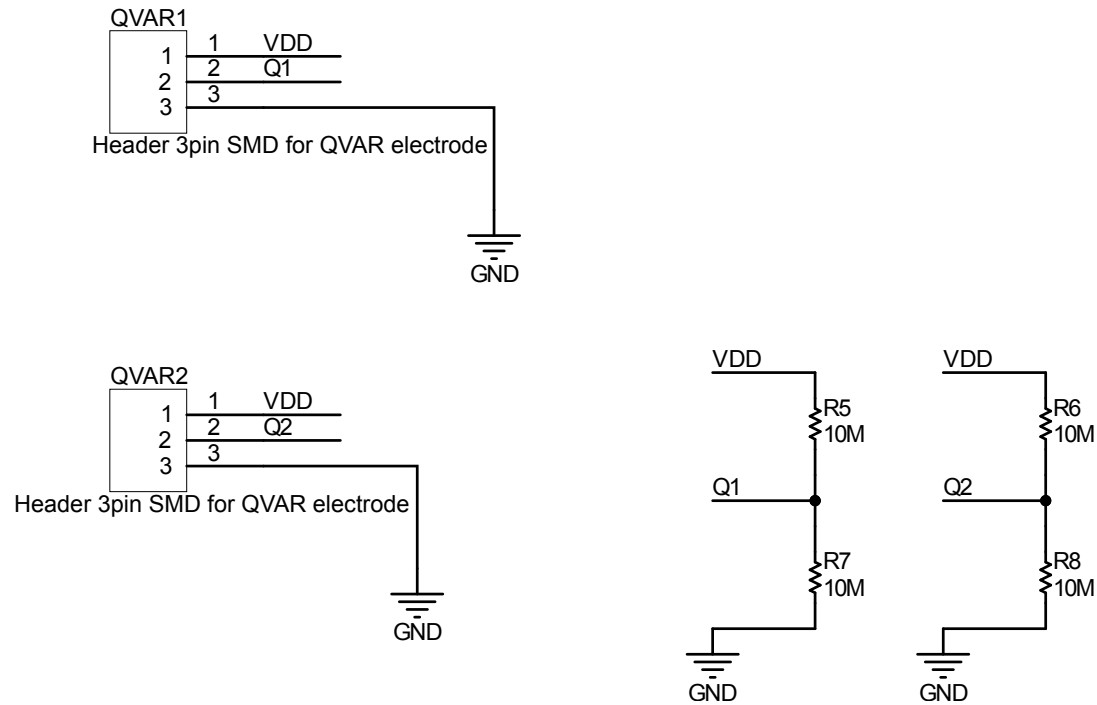 QVAR1
1 1 VDD
2 2 Q1
3 3
Header 3pin SMD for QVAR electrode
GND
QVAR2
1 1 VDD
2 2 Q2
3 3
Header 3pin SMD for QVAR electrode
GND
VDD
R5
10M
Q1
R7
10M
GND
VDD
R6
10M
Q2
R8
10M
GND